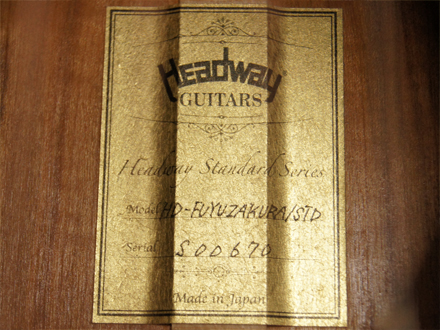 Headway
GUITARS
Headway Standard Series
Model HD-FUYUZAKURA/STD
Serial S00670
Made in Japan